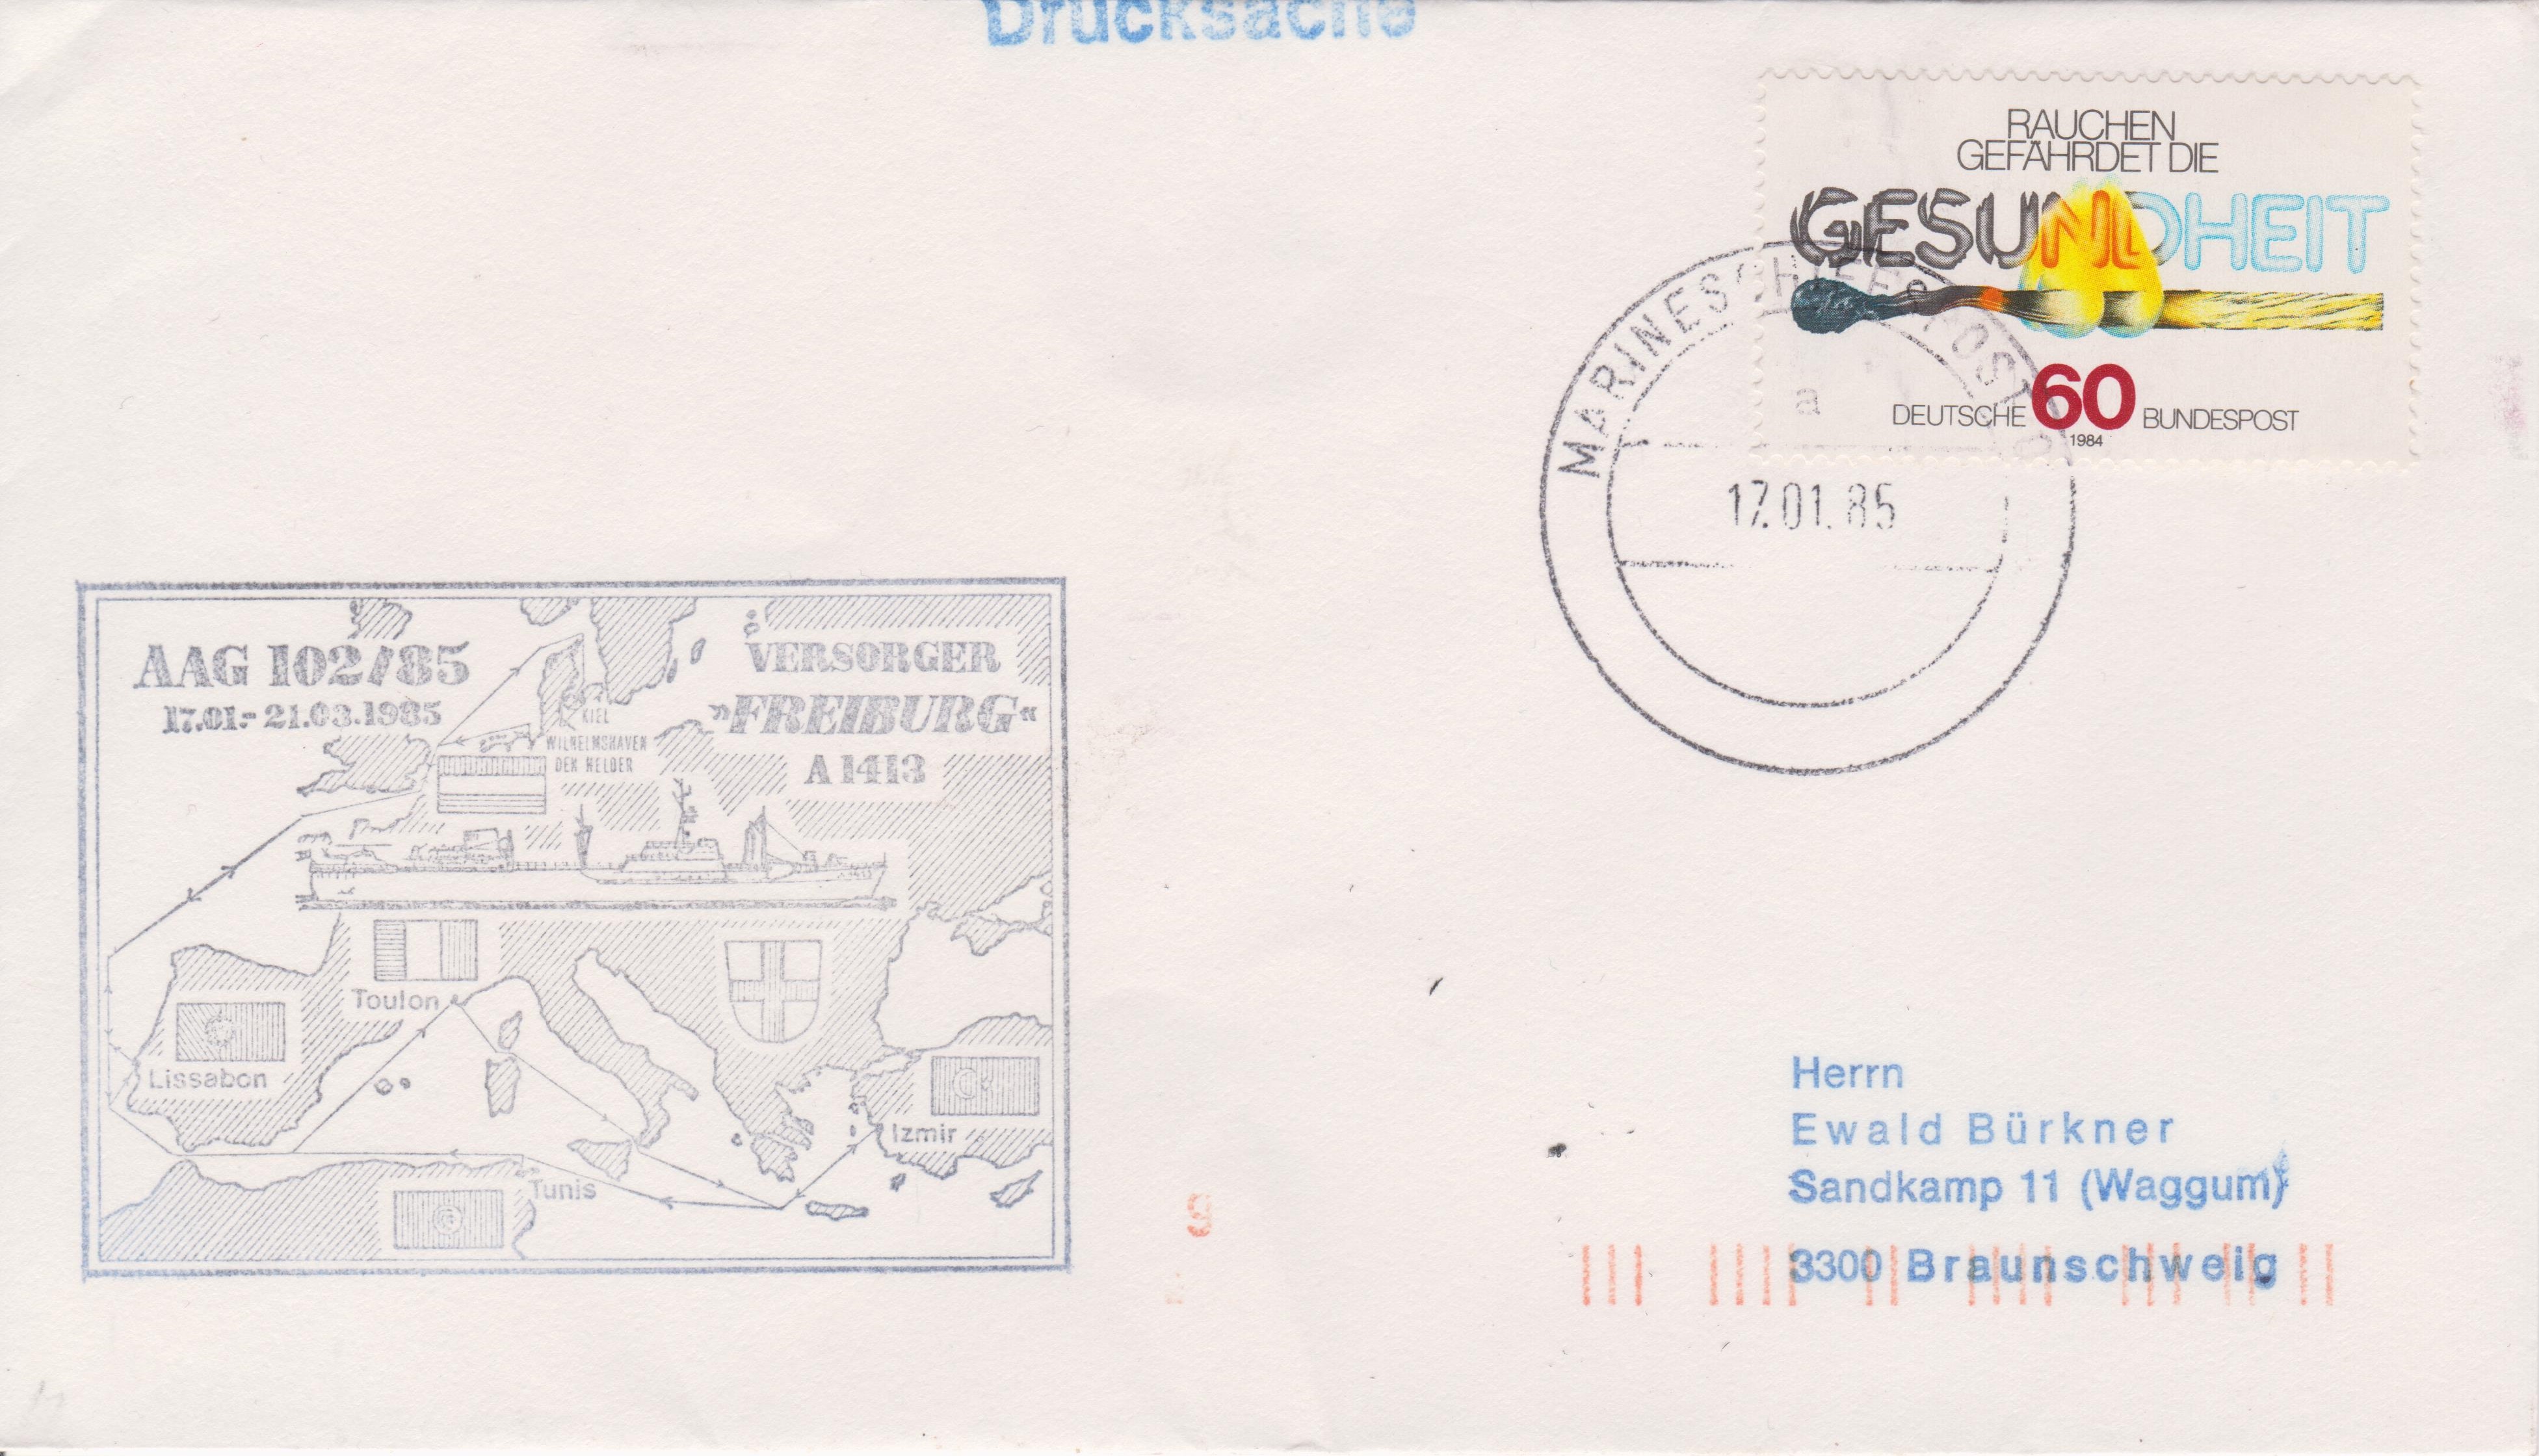 Drucksache
RAUCHEN
GEFÄHRDET DIE
GESUNDHEIT
DEUTSCHE 60 BUNDESPOST
1984
MARINESCHIFFSPOST
a
17.01.85
AAG 102/85
17.01.- 21.03.1985
VERSORGER
»FREIBURG«
A 1413
KIEL
WILHELMSHAVEN
DEN HELDER
Toulon
Lissabon
Izmir
Tunis
Herrn
Ewald Bürkner
Sandkamp 11 (Waggum)
3300 Braunschweig
9